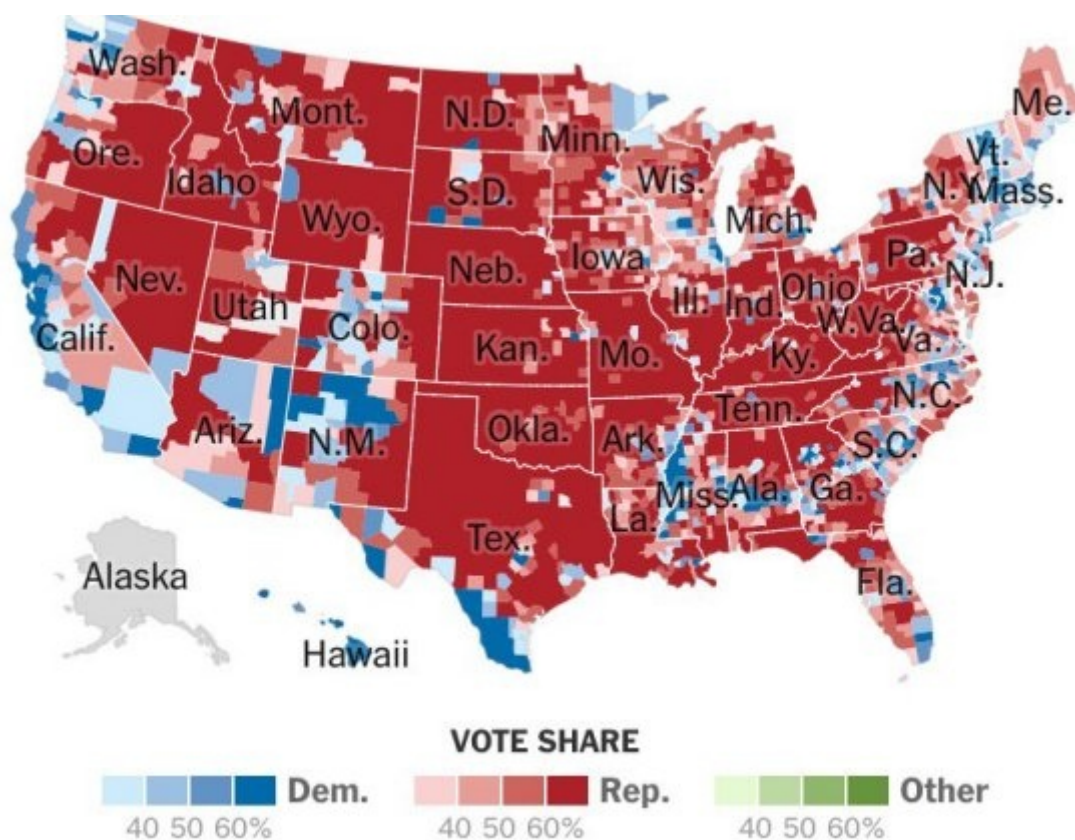 Wash.
Me.
Mont.
N.D.
Minn.
Ore.
Idaho
S.D.
Wis.
Vt.
N.Y.
Mass.
Wyo.
Mich.
Nev.
Neb.
Iowa
Pa.
N.J.
Utah
Colo.
Ill.
Ind.
Ohio
W.Va.
Calif.
Kan.
Mo.
Ky.
Va.
Ariz.
N.M.
Okla.
Ark.
Tenn.
N.C.
S.C.
Tex.
La.
Miss.
Ala.
Ga.
Alaska
Fla.
Hawaii
VOTE SHARE
Dem. Rep. Other
40 50 60% 40 50 60% 40 50 60%